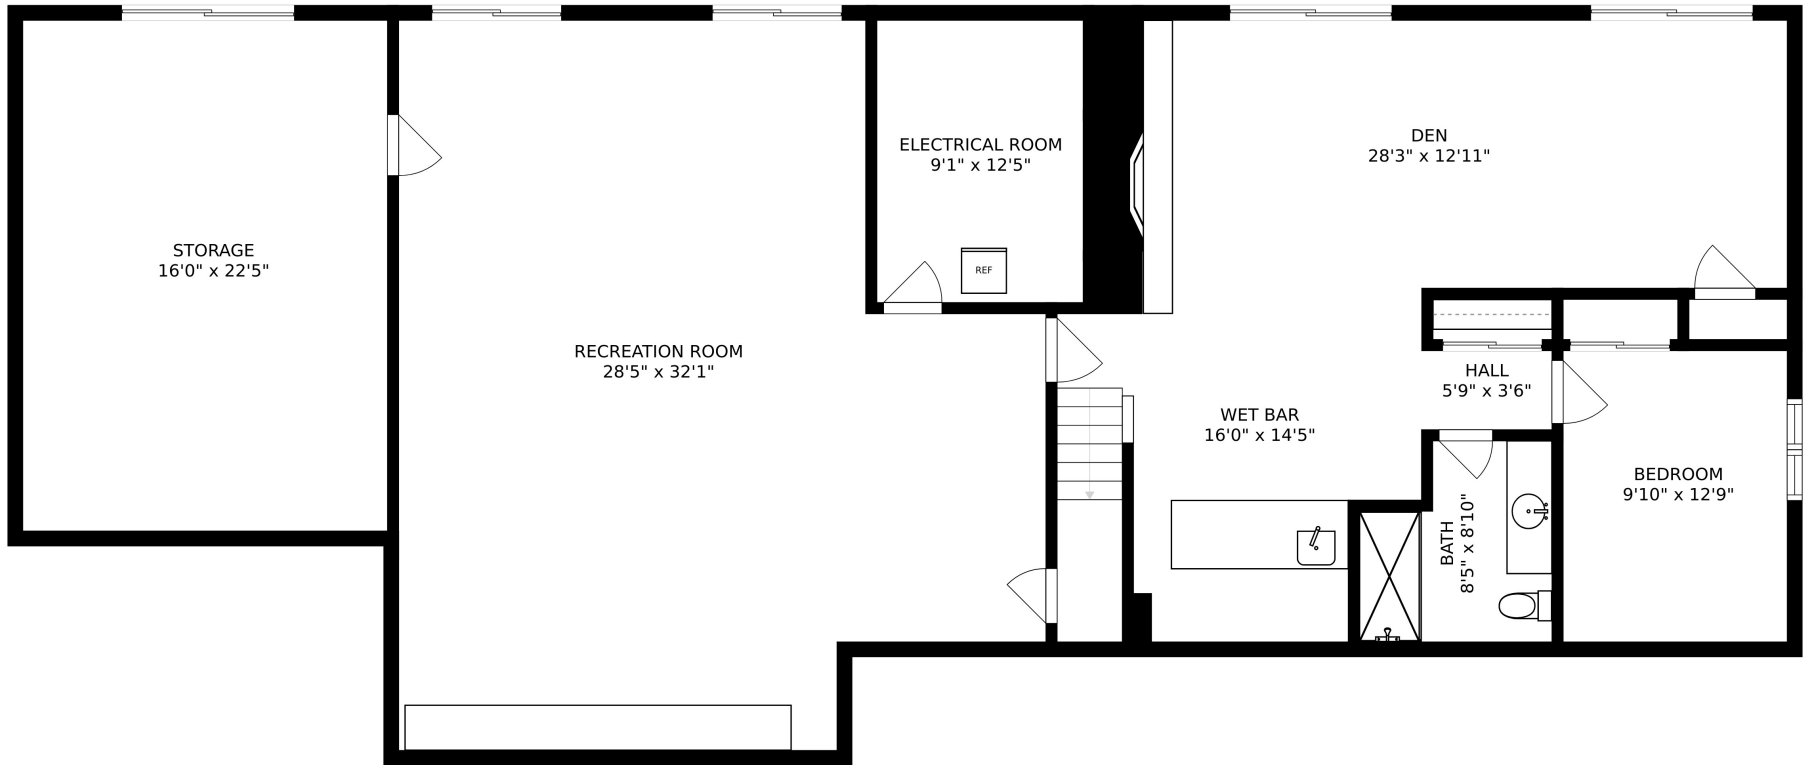 ELECTRICAL ROOM
9'1" x 12'5"
DEN
28'3" x 12'11"
STORAGE
16'0" x 22'5"
REF
RECREATION ROOM
28'5" x 32'1"
HALL
5'9" x 3'6"
WET BAR
16'0" x 14'5"
BEDROOM
9'10" x 12'9"
BATH
8'5" x 8'10"